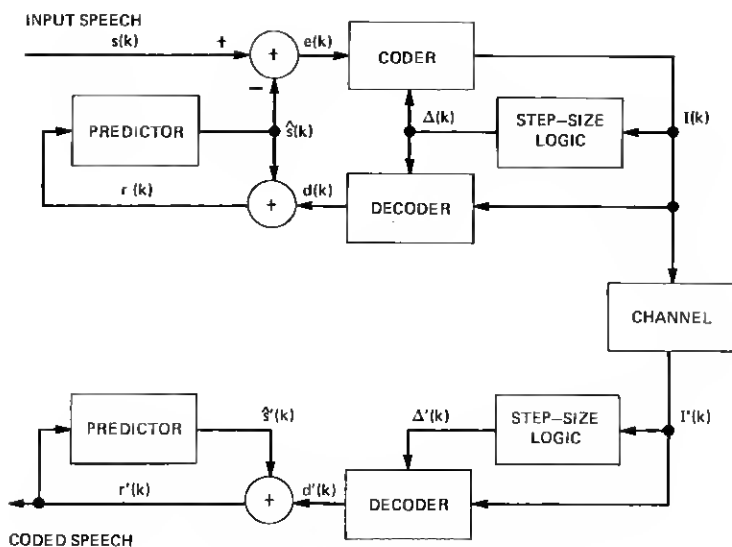 INPUT SPEECH
s(k)
+
+
e(k)
CODER
−
PREDICTOR
ŝ(k)
Δ(k)
STEP–SIZE
LOGIC
I(k)
r (k)
+
d(k)
DECODER
CHANNEL
PREDICTOR
ŝ'(k)
Δ'(k)
STEP–SIZE
LOGIC
I'(k)
r'(k)
+
d'(k)
DECODER
CODED SPEECH